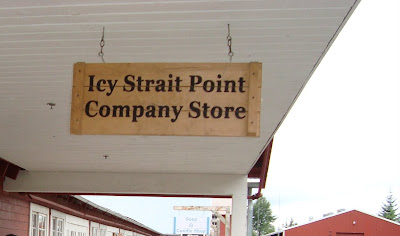 Icy Strait Point
Company Store